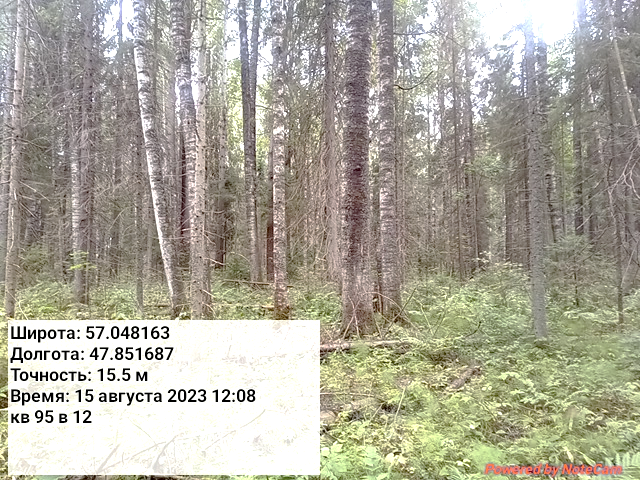 Широта: 57.048163
Долгота: 47.851687
Точность: 15.5 м
Время: 15 августа 2023 12:08
кв 95 в 12
Powered by NoteCam